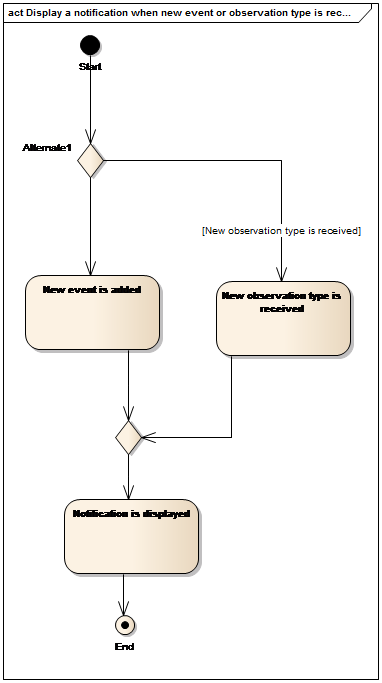 act Display a notification when new event or observation type is rec...
Start
Alternate1
[New observation type is received]
New event is added
New observation type is
received
Notification is displayed
End